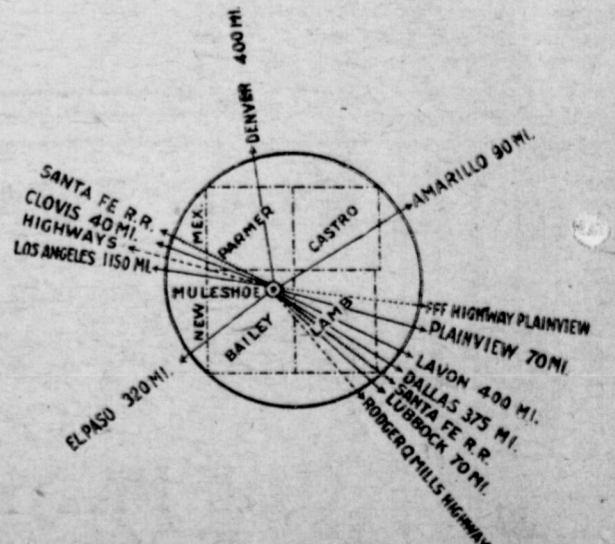 DENVER 400 MI.
AMARILLO 90 MI.
SANTA FE R.R.
CLOVIS 40 MI.
HIGHWAYS
LOS ANGELES 1150 MI.
PARMER
CASTRO
NEW MEX.
MULESHOE
BAILEY
LAMB
FFF HIGHWAY PLAINVIEW
PLAINVIEW 70 MI.
LAVON 400 MI.
DALLAS 375 MI.
SANTA FE R.R.
LUBBOCK 70 MI.
RODGER Q MILLS HIGHWAY
EL PASO 320 MI.